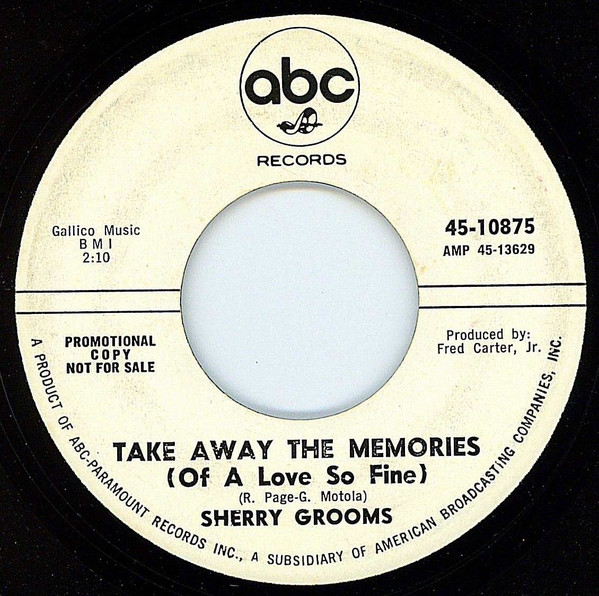 abc
RECORDS
Gallico Music
B M I
2:10
45-10875
AMP 45-13629
PROMOTIONAL
COPY
NOT FOR SALE
Produced by:
Fred Carter, Jr.
TAKE AWAY THE MEMORIES
(Of A Love So Fine)
(R. Page-G. Motola)
SHERRY GROOMS
A PRODUCT OF ABC-PARAMOUNT RECORDS INC., A SUBSIDIARY OF AMERICAN BROADCASTING COMPANIES, INC.